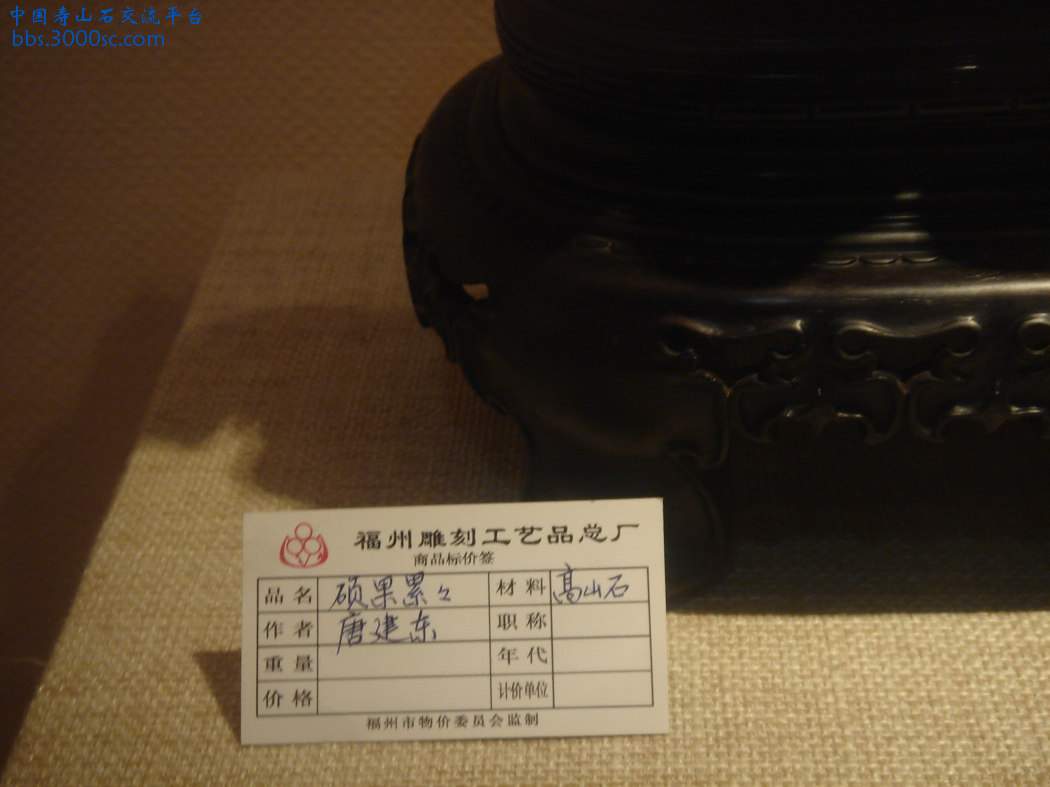 中国寿山石交流平台
bbs.3000sc.com
福州雕刻工艺品总厂
商品标价签
品名 硕果累々 材料 高山石
作者 唐建东 职称
重量 年代
价格 计价单位
福州市物价委员会监制